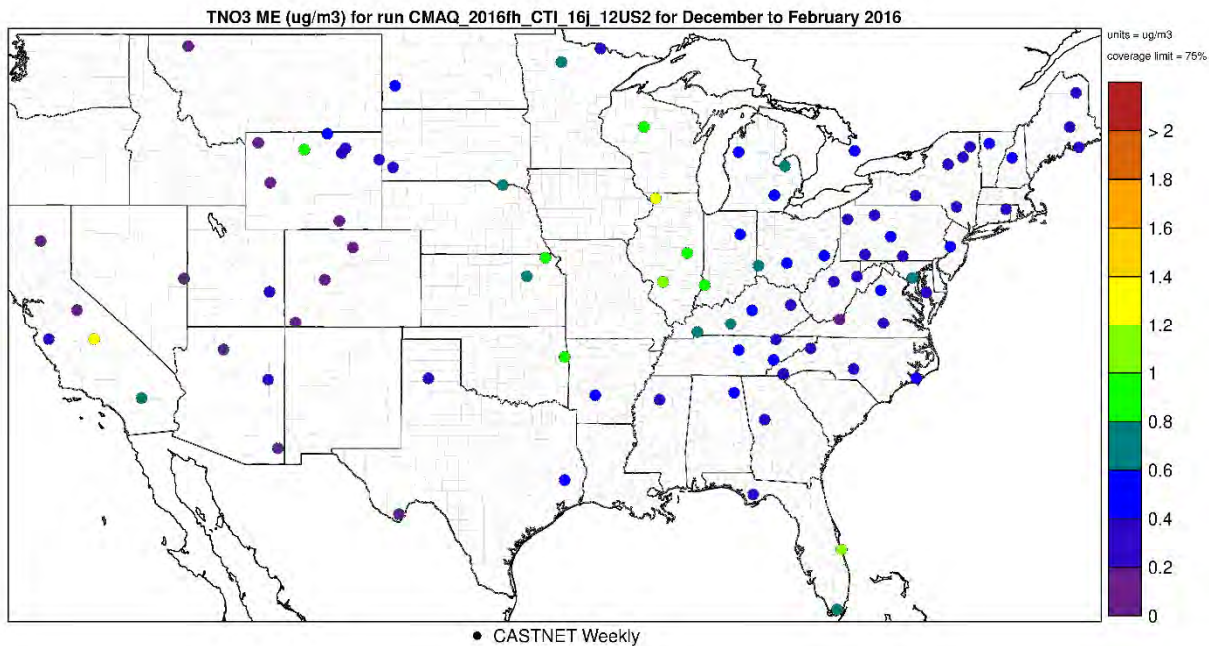 TNO3 ME (ug/m3) for run CMAQ_2016fh_CTI_16j_12US2 for December to February 2016
units = ug/m3
coverage limit = 75%
> 2
1.8
1.6
1.4
1.2
1
0.8
0.6
0.4
0.2
0
CASTNET Weekly